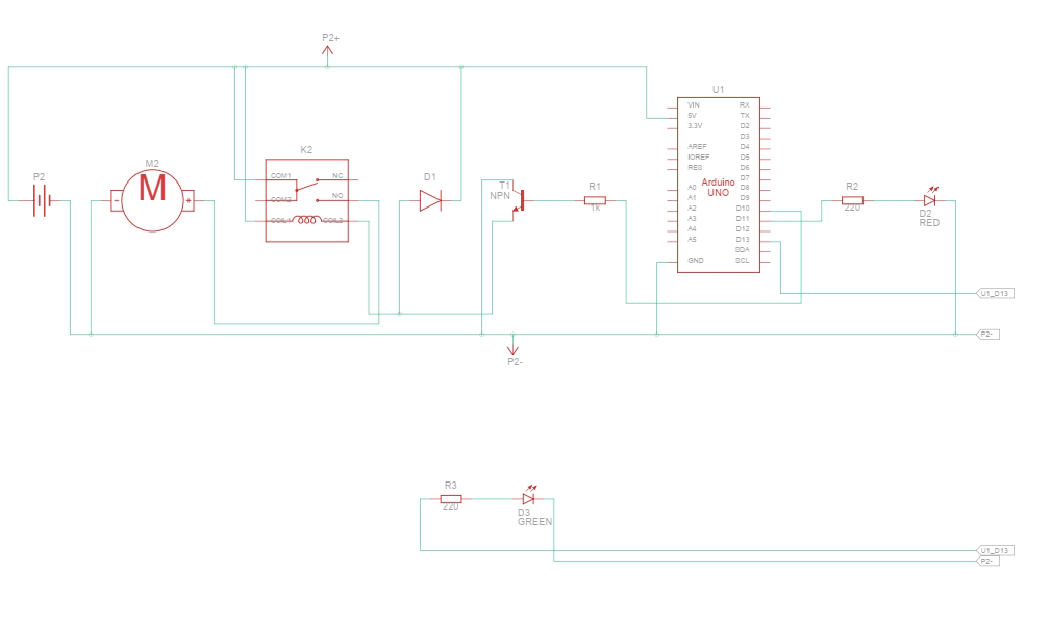 P2+
U1
VIN RX
5V TX
3.3V D2
D3
AREF D4
IOREF D5
RES D6
D7
A0 D8
A1 D9
A2 D10
A3 D11
A4 D12
A5 D13
SDA
GND SCL
Arduino
UNO
P2
M2
M
- +
K2
COM1 NC
COM2 NO
COIL1 COIL2
D1
T1
NPN
R1
1k
R2
220
D2
RED
U1_D13
P2-
P2-
R3
220
D3
GREEN
U1_D13
P2-